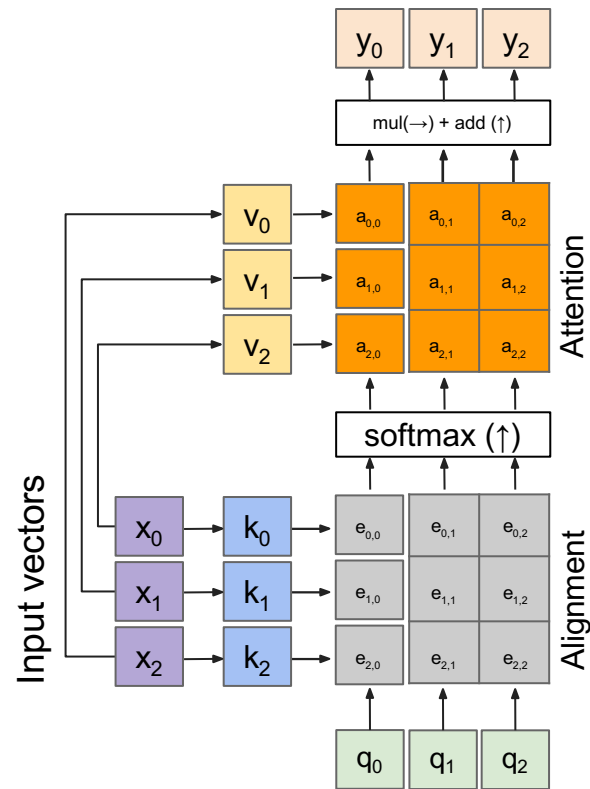 y0 y1 y2
mul(→) + add (↑)
v0 a0,0 a0,1 a0,2
v1 a1,0 a1,1 a1,2
v2 a2,0 a2,1 a2,2
Attention
softmax (↑)
Input vectors
x0 k0 e0,0 e0,1 e0,2
x1 k1 e1,0 e1,1 e1,2
x2 k2 e2,0 e2,1 e2,2
Alignment
q0 q1 q2